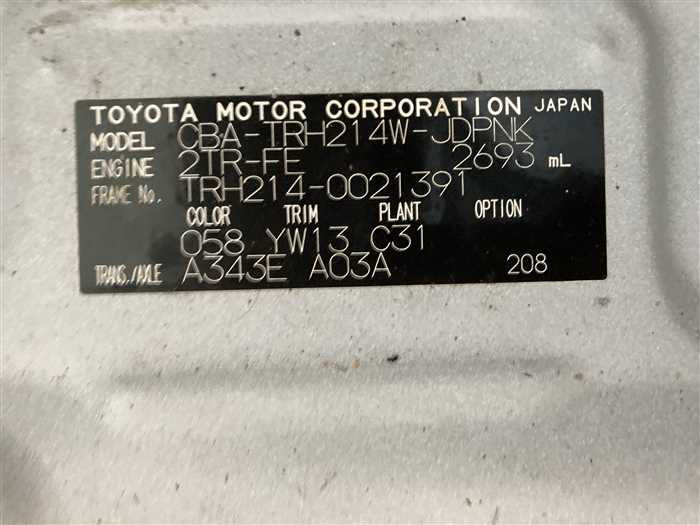 TOYOTA MOTOR CORPORATION JAPAN
MODEL CBA-TRH214W-JDPNK
ENGINE 2TR-FE 2693 mL
FRAME No. TRH214-0021391
COLOR TRIM PLANT OPTION
058 YW13 C31
TRANS./AXLE A343E A03A 208